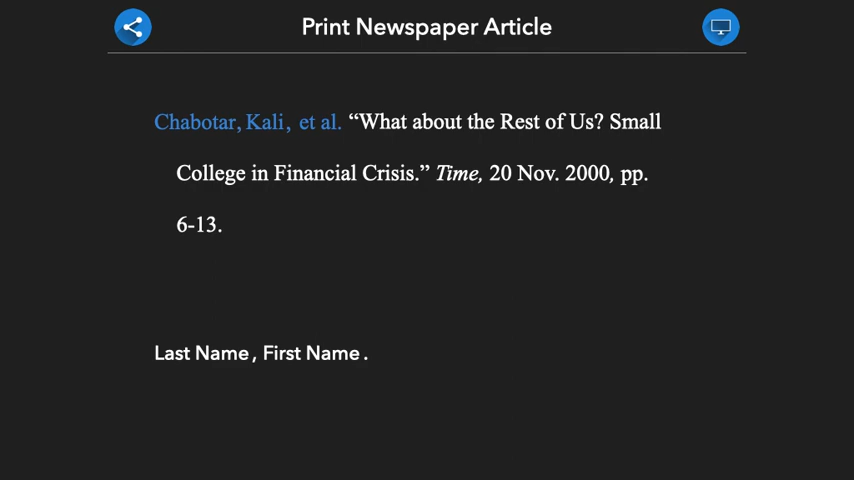 Print Newspaper Article
Chabotar, Kali, et al. “What about the Rest of Us? Small
College in Financial Crisis.” Time, 20 Nov. 2000, pp.
6-13.
Last Name, First Name.